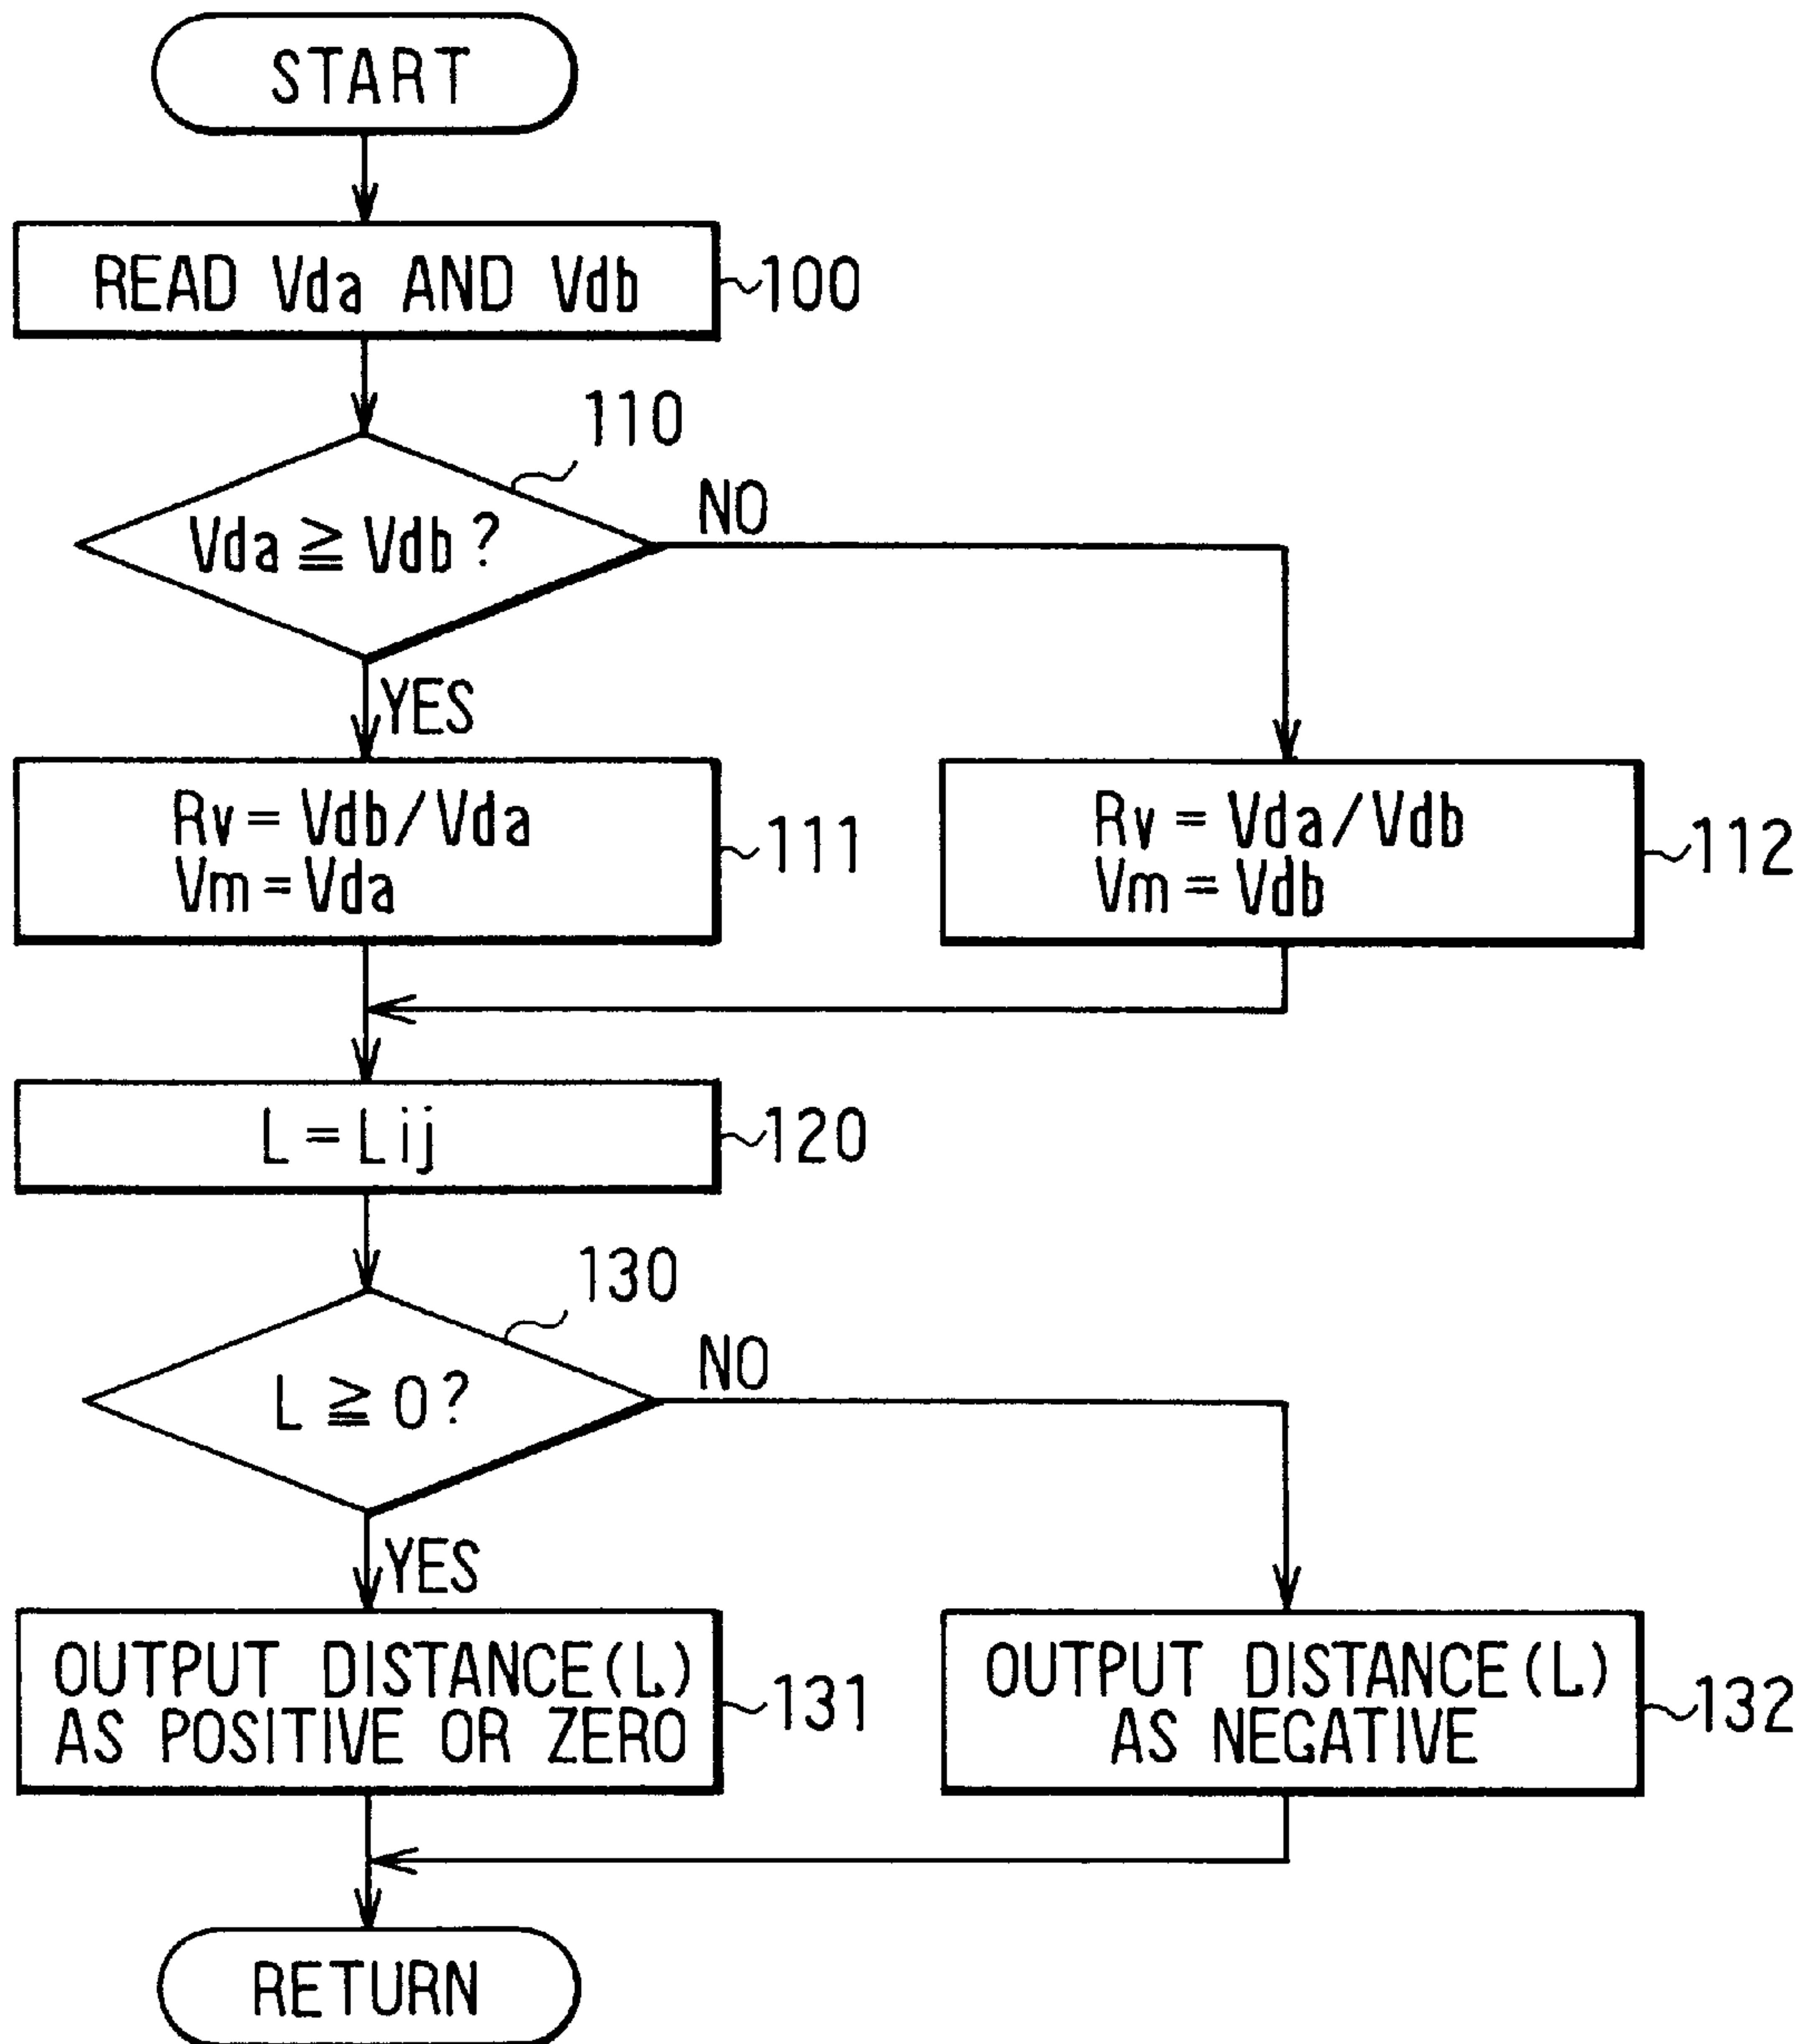 START
READ Vda AND Vdb
100
110
Vda ≧ Vdb ?
NO
YES
Rv = Vdb/Vda
Vm = Vda
111
Rv = Vda/Vdb
Vm = Vdb
112
L = Lij
120
130
L ≧ 0?
NO
YES
OUTPUT DISTANCE(L)
AS POSITIVE OR ZERO
131
OUTPUT DISTANCE(L)
AS NEGATIVE
132
RETURN